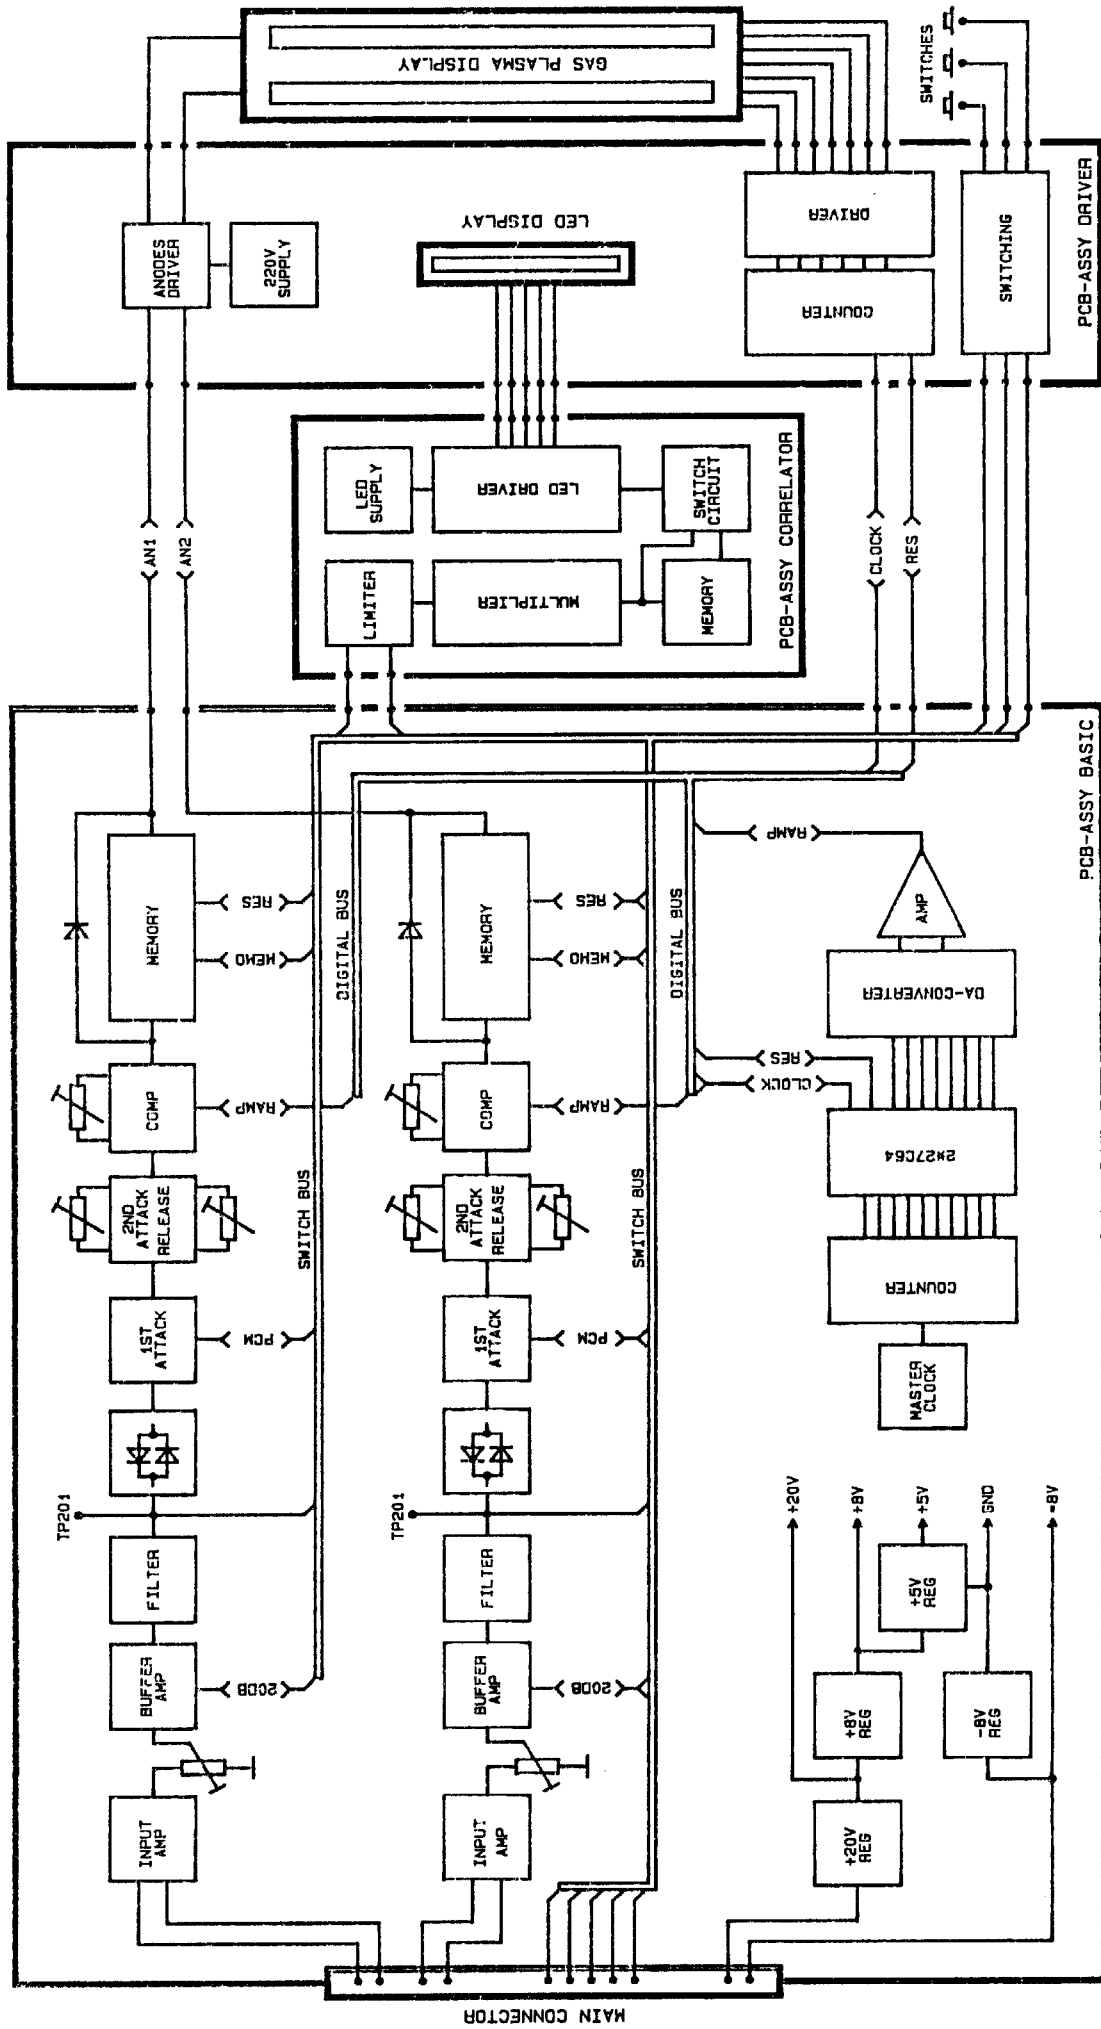 MAIN CONNECTOR
INPUT
AMP
BUFFER
AMP
20DB
FILTER
TP201
1ST
ATTACK
PCM
2ND
ATTACK
RELEASE
COMP
RAMP
MEMORY
MEMO
RES
SWITCH BUS
DIGITAL BUS
INPUT
AMP
BUFFER
AMP
20DB
FILTER
TP201
1ST
ATTACK
PCM
2ND
ATTACK
RELEASE
COMP
RAMP
MEMORY
MEMO
RES
SWITCH BUS
DIGITAL BUS
+20V
REG
+8V
REG
-8V
REG
+5V
REG
+20V
+8V
+5V
GND
-8V
MASTER
CLOCK
COUNTER
2*27C64
CLOCK
RES
DA-CONVERTER
AMP
RAMP
PCB-ASSY BASIC
AN1
AN2
LIMITER
MULTIPLIER
MEMORY
LED
SUPPLY
LED DRIVER
SWITCH
CIRCUIT
PCB-ASSY CORRELATOR
CLOCK
RES
ANODES
DRIVER
220V
SUPPLY
LED DISPLAY
COUNTER
DRIVER
SWITCHING
PCB-ASSY DRIVER
GAS PLASMA DISPLAY
SWITCHES